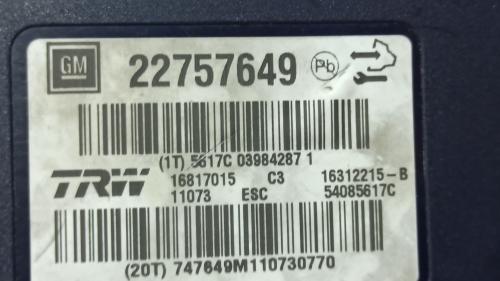 GM 22757649 Pb
(1T) 5617C 03984287 1
TRW 16817015 C3 16312215-B
11073 ESC 54085617C
(20T) 747649M110730770